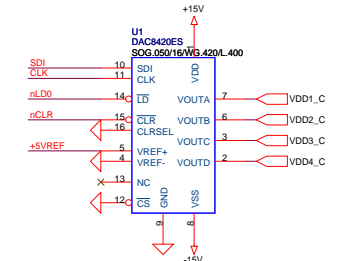 +15V
U1
DAC8420ES
SOG.050/16/WG.420/L.400
SDI 10 SDI
CLK 11 CLK
VDD
1
nLD0 14 LD VOUTA 7 VDD1_C
nCLR 15 CLR VOUTB 6 VDD2_C
16 CLRSEL
VOUTC 3 VDD3_C
+5VREF 5 VREF+
4 VREF- VOUTD 2 VDD4_C
13 NC
12 CS
GND VSS
9 8
-15V